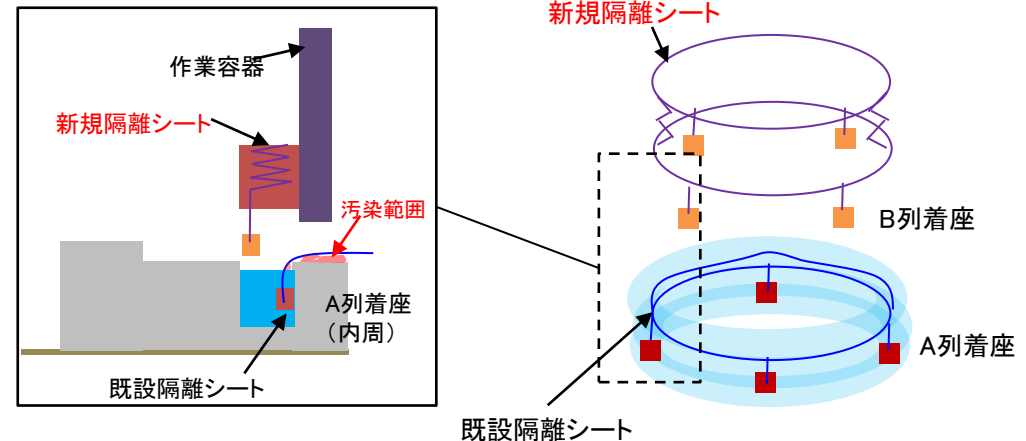 作業容器
新規隔離シート
汚染範囲
A列着座
（内周）
既設隔離シート
新規隔離シート
B列着座
A列着座
既設隔離シート